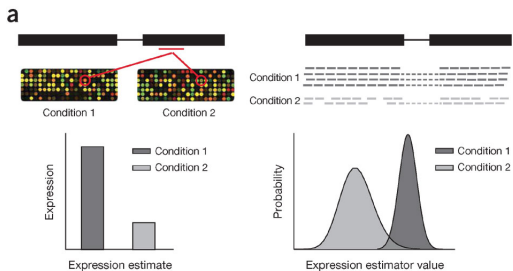 a
Condition 1
Condition 2
Condition 1
Condition 2
Expression
Condition 1
Condition 2
Expression estimate
Probability
Condition 1
Condition 2
Expression estimator value